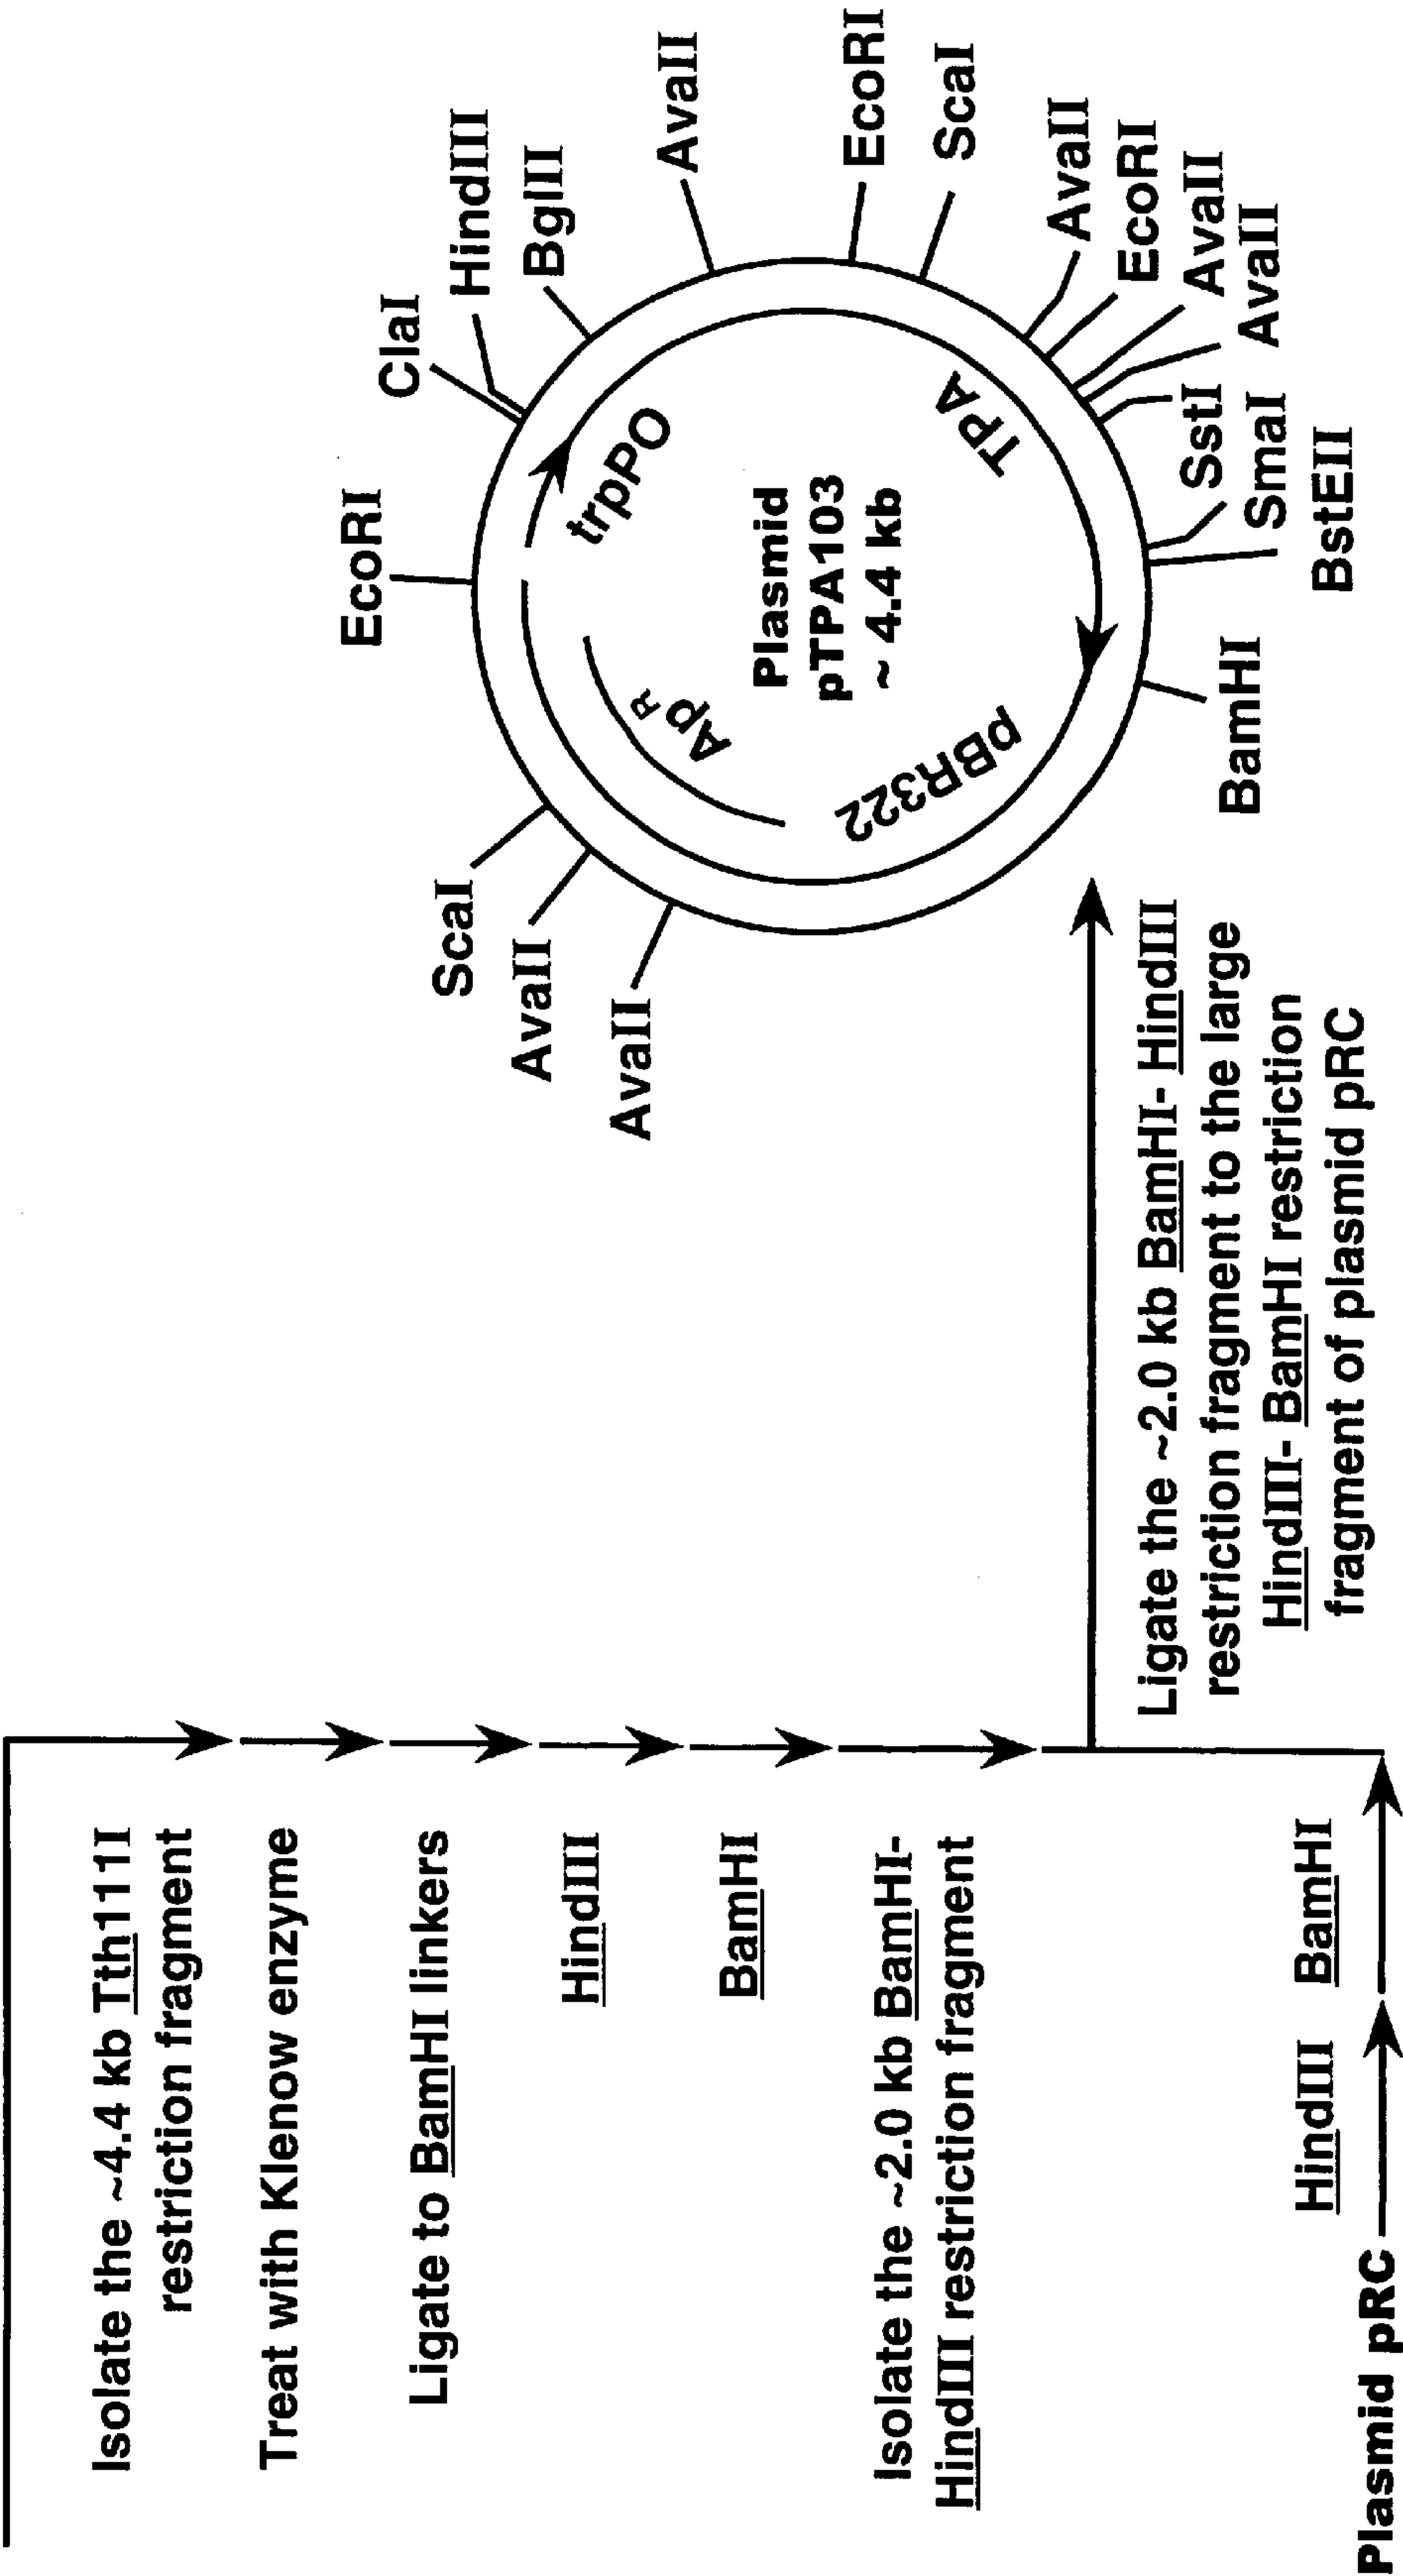 Isolate the ~4.4 kb Tth111I
restriction fragment
Treat with Klenow enzyme
Ligate to BamHI linkers
HindIII
BamHI
Isolate the ~2.0 kb BamHI-
HindIII restriction fragment
HindIII BamHI
Plasmid pRC
Ligate the ~2.0 kb BamHI- HindIII
restriction fragment to the large
HindIII- BamHI restriction
fragment of plasmid pRC
EcoRI
ClaI
HindIII
BglII
AvaII
EcoRI
ScaI
AvaII
EcoRI
AvaII
AvaII
SstI
SmaI
BstEII
BamHI
AvaII
AvaII
ScaI
trpPO
TPA
pBR322
ApR
Plasmid
pTPA103
~ 4.4 kb